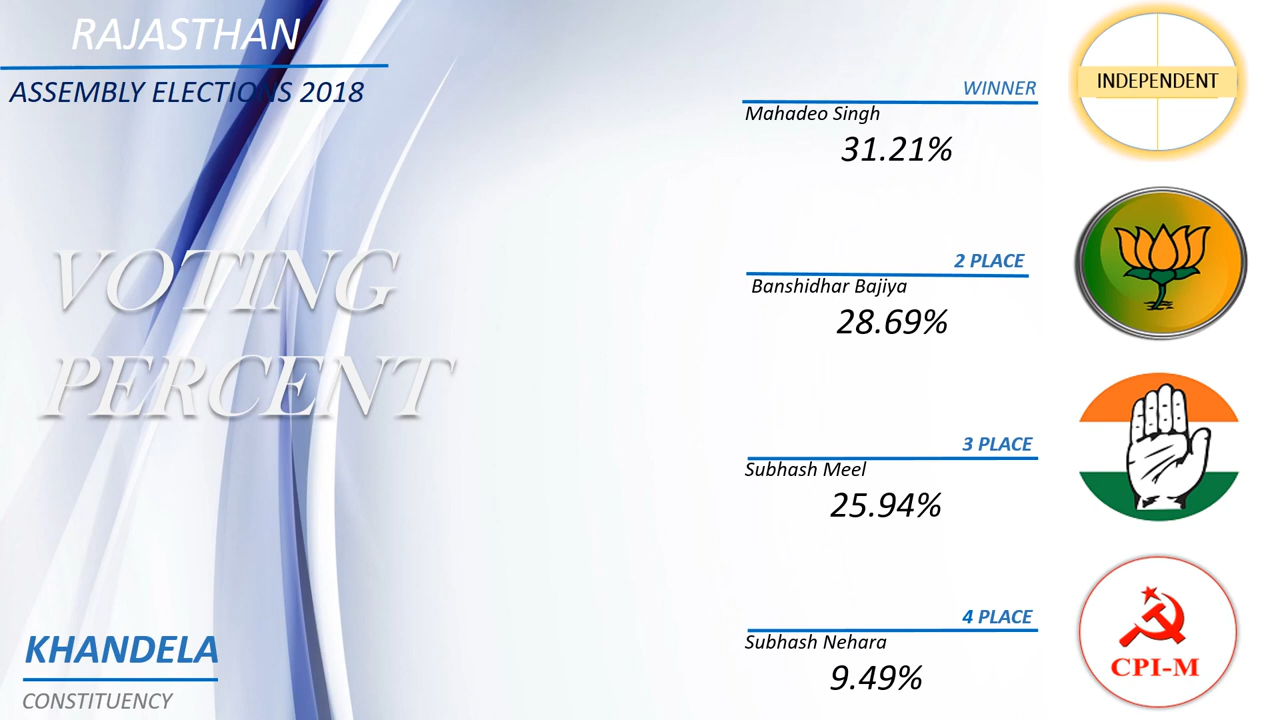 RAJASTHAN
ASSEMBLY ELECTIONS 2018
VOTING
PERCENT
KHANDELA
CONSTITUENCY
WINNER
Mahadeo Singh
31.21%
INDEPENDENT
2 PLACE
Banshidhar Bajiya
28.69%
3 PLACE
Subhash Meel
25.94%
4 PLACE
Subhash Nehara
9.49%
CPI-M